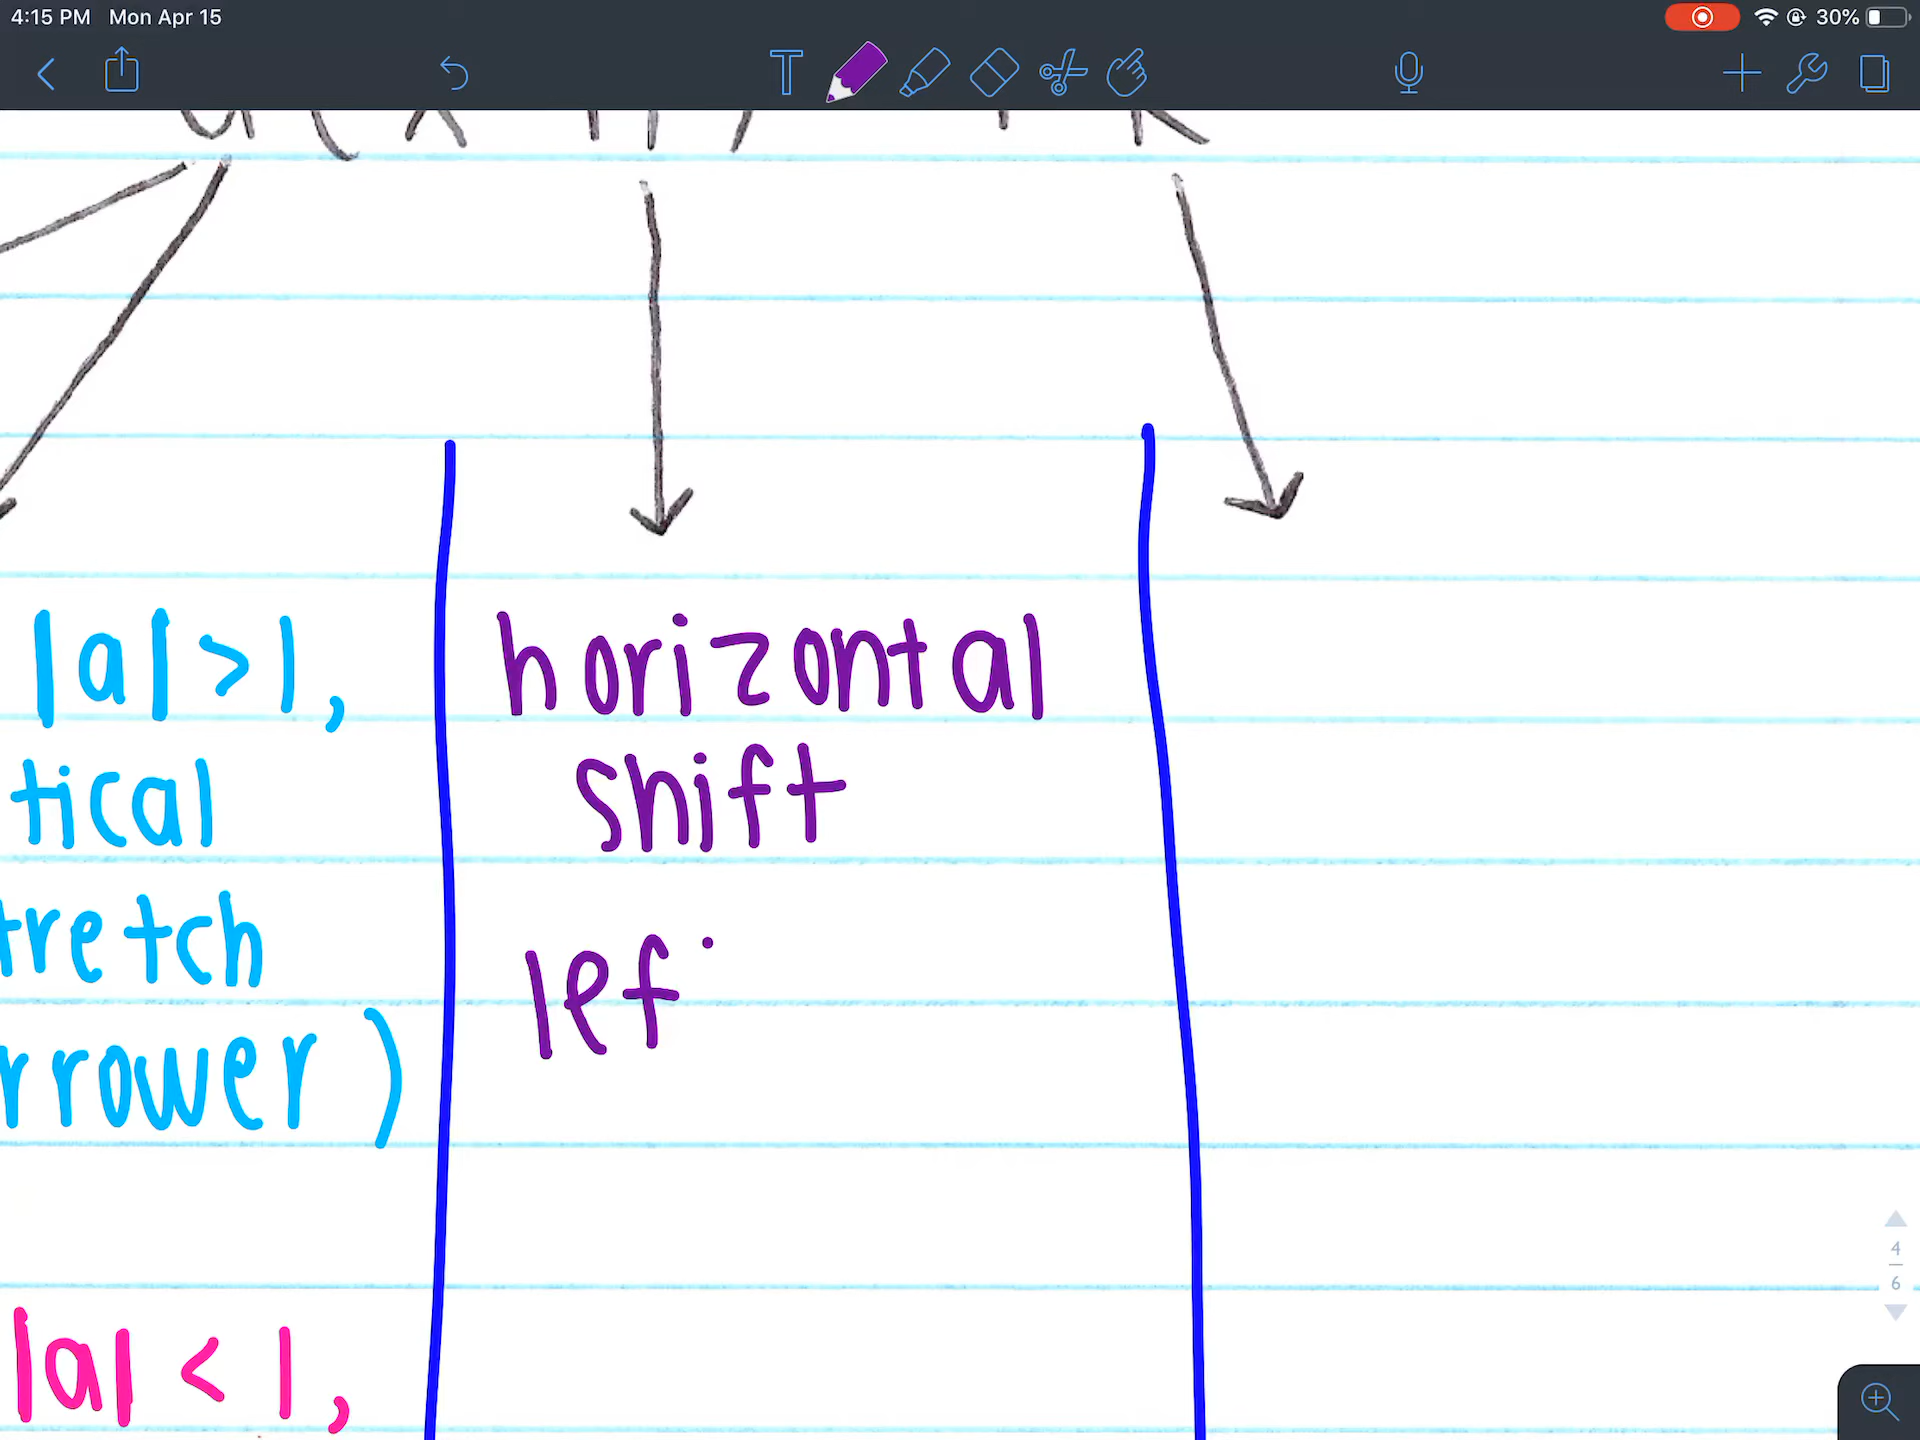 4:15 PM Mon Apr 15
30%
T
|a| > 1,
tical
tretch
rrower)
|a| < 1,
horizontal
shift
lef
4
6